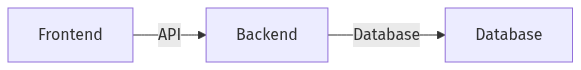 Frontend
API
Backend
Database
Database